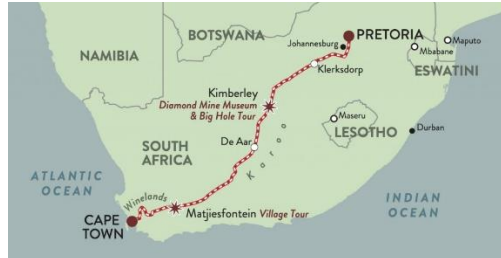 BOTSWANA
PRETORIA
Johannesburg
Maputo
Mbabane
NAMIBIA
Klerksdorp
ESWATINI
Kimberley
Diamond Mine Museum
& Big Hole Tour
Maseru
LESOTHO
Durban
SOUTH
AFRICA
De Aar
Karoo
ATLANTIC
OCEAN
INDIAN
OCEAN
Winelands
CAPE
TOWN
Matjiesfontein Village Tour